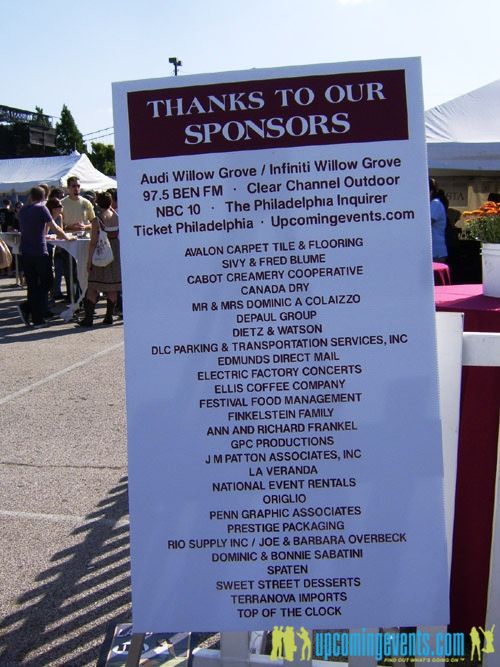 THANKS TO OUR
SPONSORS
Audi Willow Grove / Infiniti Willow Grove
97.5 BEN FM · Clear Channel Outdoor
NBC 10 · The Philadelphia Inquirer
Ticket Philadelphia · Upcomingevents.com
AVALON CARPET TILE & FLOORING
SIVY & FRED BLUME
CABOT CREAMERY COOPERATIVE
CANADA DRY
MR & MRS DOMINIC A COLAIZZO
DEPAUL GROUP
DIETZ & WATSON
DLC PARKING & TRANSPORTATION SERVICES, INC
EDMUNDS DIRECT MAIL
ELECTRIC FACTORY CONCERTS
ELLIS COFFEE COMPANY
FESTIVAL FOOD MANAGEMENT
FINKELSTEIN FAMILY
ANN AND RICHARD FRANKEL
GPC PRODUCTIONS
J M PATTON ASSOCIATES, INC
LA VERANDA
NATIONAL EVENT RENTALS
ORIGLIO
PENN GRAPHIC ASSOCIATES
PRESTIGE PACKAGING
RIO SUPPLY INC / JOE & BARBARA OVERBECK
DOMINIC & BONNIE SABATINI
SPATEN
SWEET STREET DESSERTS
TERRANOVA IMPORTS
TOP OF THE CLOCK
upcomingevents.com
FIND OUT WHAT'S GOING ON